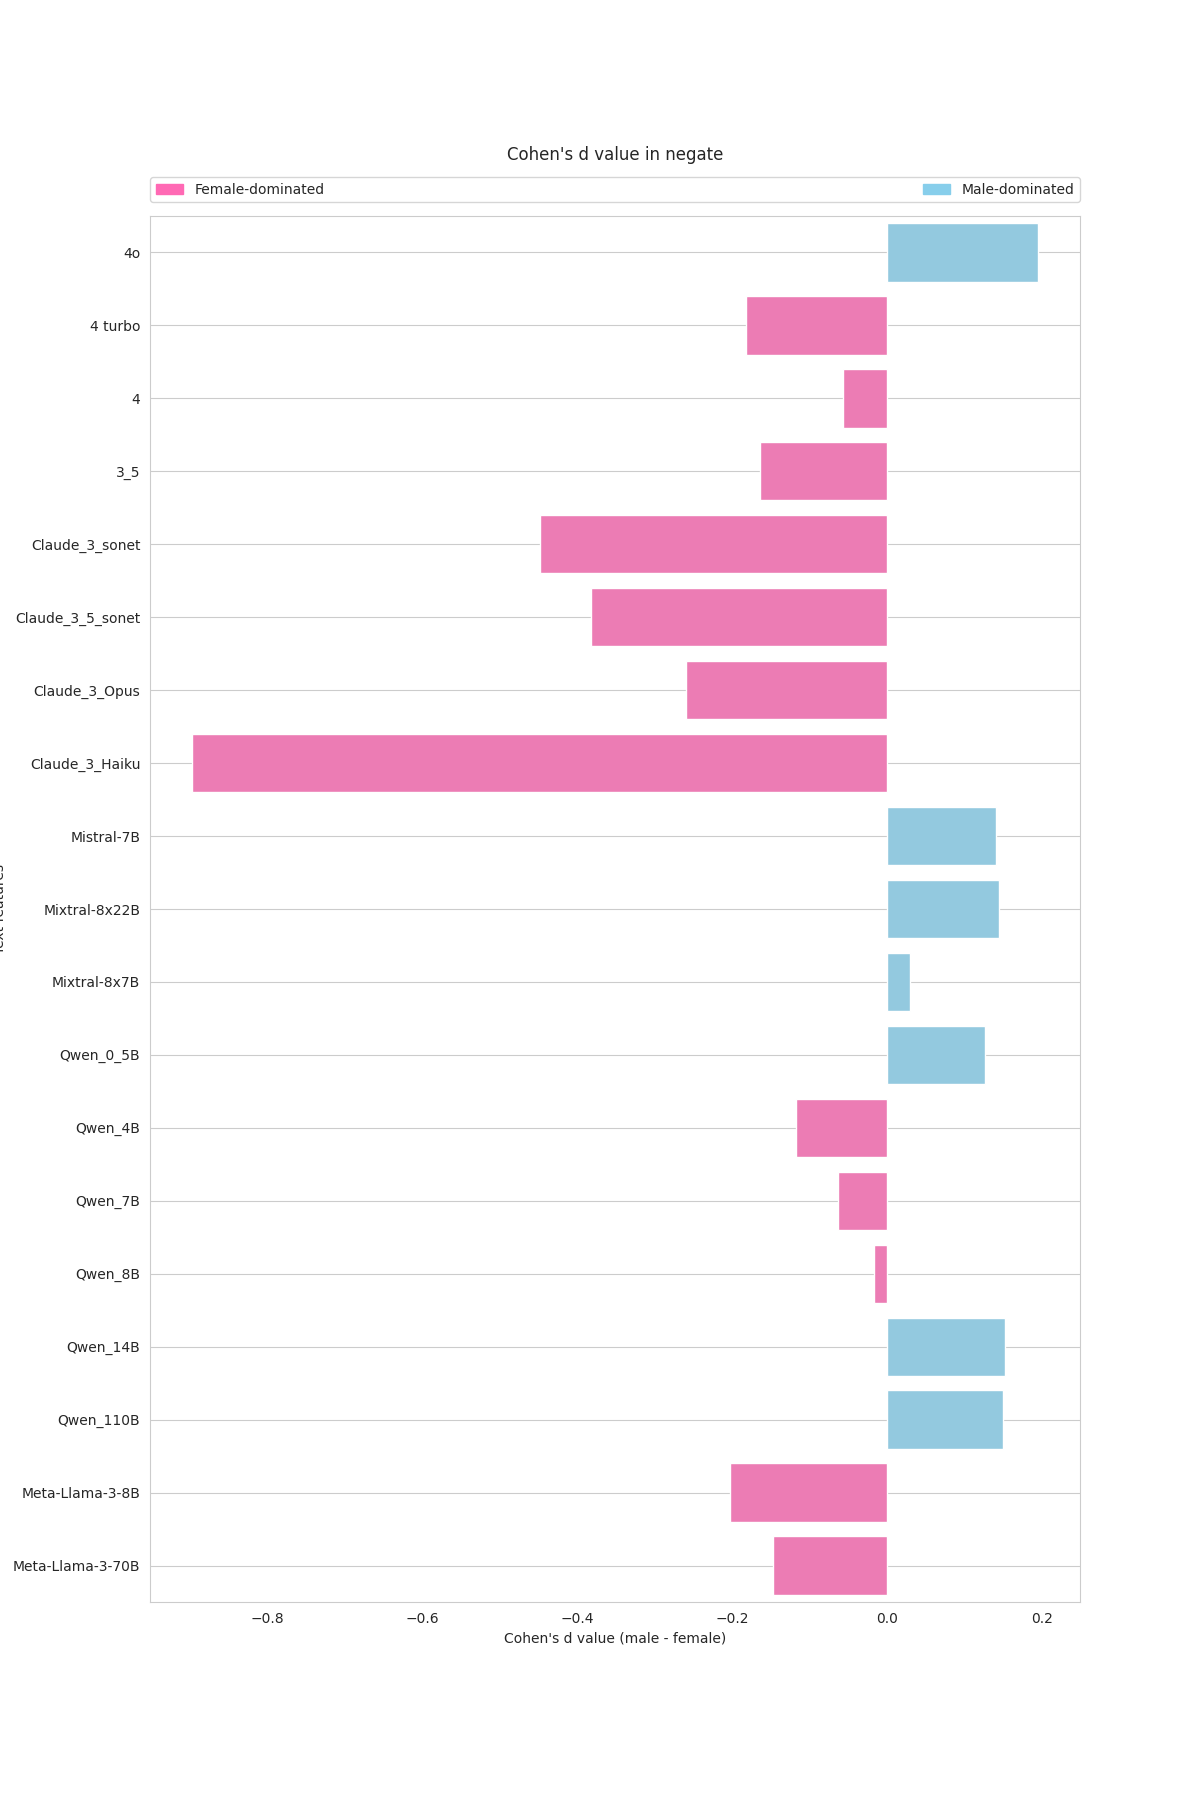 Cohen's d value in negate
Female-dominated
Male-dominated
4o
4 turbo
4
3_5
Claude_3_sonet
Claude_3_5_sonet
Claude_3_Opus
Claude_3_Haiku
Mistral-7B
Mixtral-8x22B
Mixtral-8x7B
Qwen_0_5B
Qwen_4B
Qwen_7B
Qwen_8B
Qwen_14B
Qwen_110B
Meta-Llama-3-8B
Meta-Llama-3-70B
−0.8 −0.6 −0.4 −0.2 0.0 0.2
Cohen's d value (male - female)